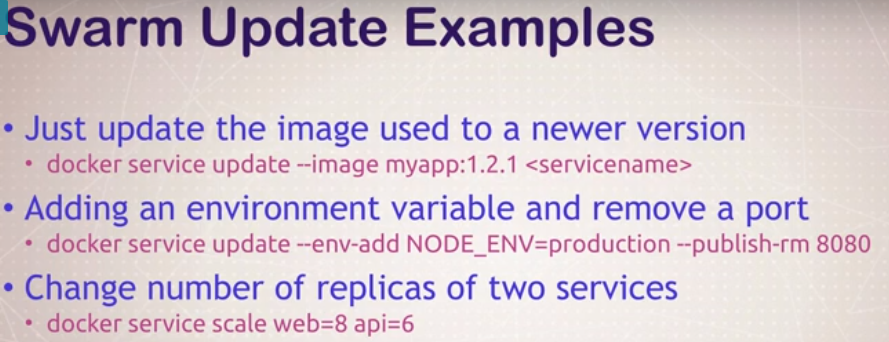 Swarm Update Examples
• Just update the image used to a newer version
• docker service update --image myapp:1.2.1 <servicename>
• Adding an environment variable and remove a port
• docker service update --env-add NODE_ENV=production --publish-rm 8080
• Change number of replicas of two services
• docker service scale web=8 api=6